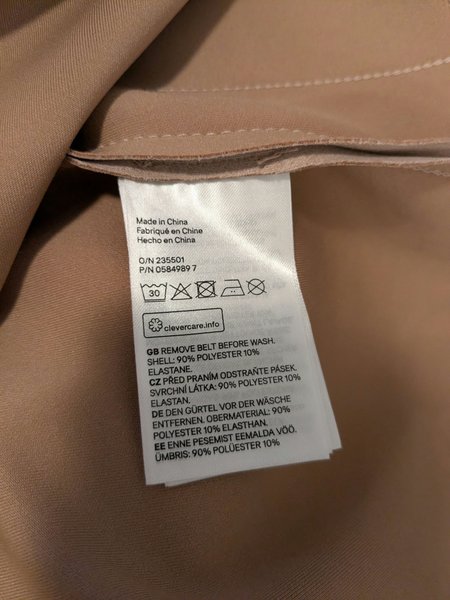 Made in China
Fabriqué en Chine
Hecho en China
O/N 235501
P/N 0584989 7
30
clevercare.info
GB REMOVE BELT BEFORE WASH.
SHELL: 90% POLYESTER 10%
ELASTANE.
CZ PŘED PRANÍM ODSTRAŇTE PÁSEK.
SVRCHNÍ LÁTKA: 90% POLYESTER 10%
ELASTAN.
DE DEN GÜRTEL VOR DER WÄSCHE
ENTFERNEN. OBERMATERIAL: 90%
POLYESTER 10% ELASTHAN.
EE ENNE PESEMIST EEMALDA VÖÖ.
ÜMBRIS: 90% POLÜESTER 10%